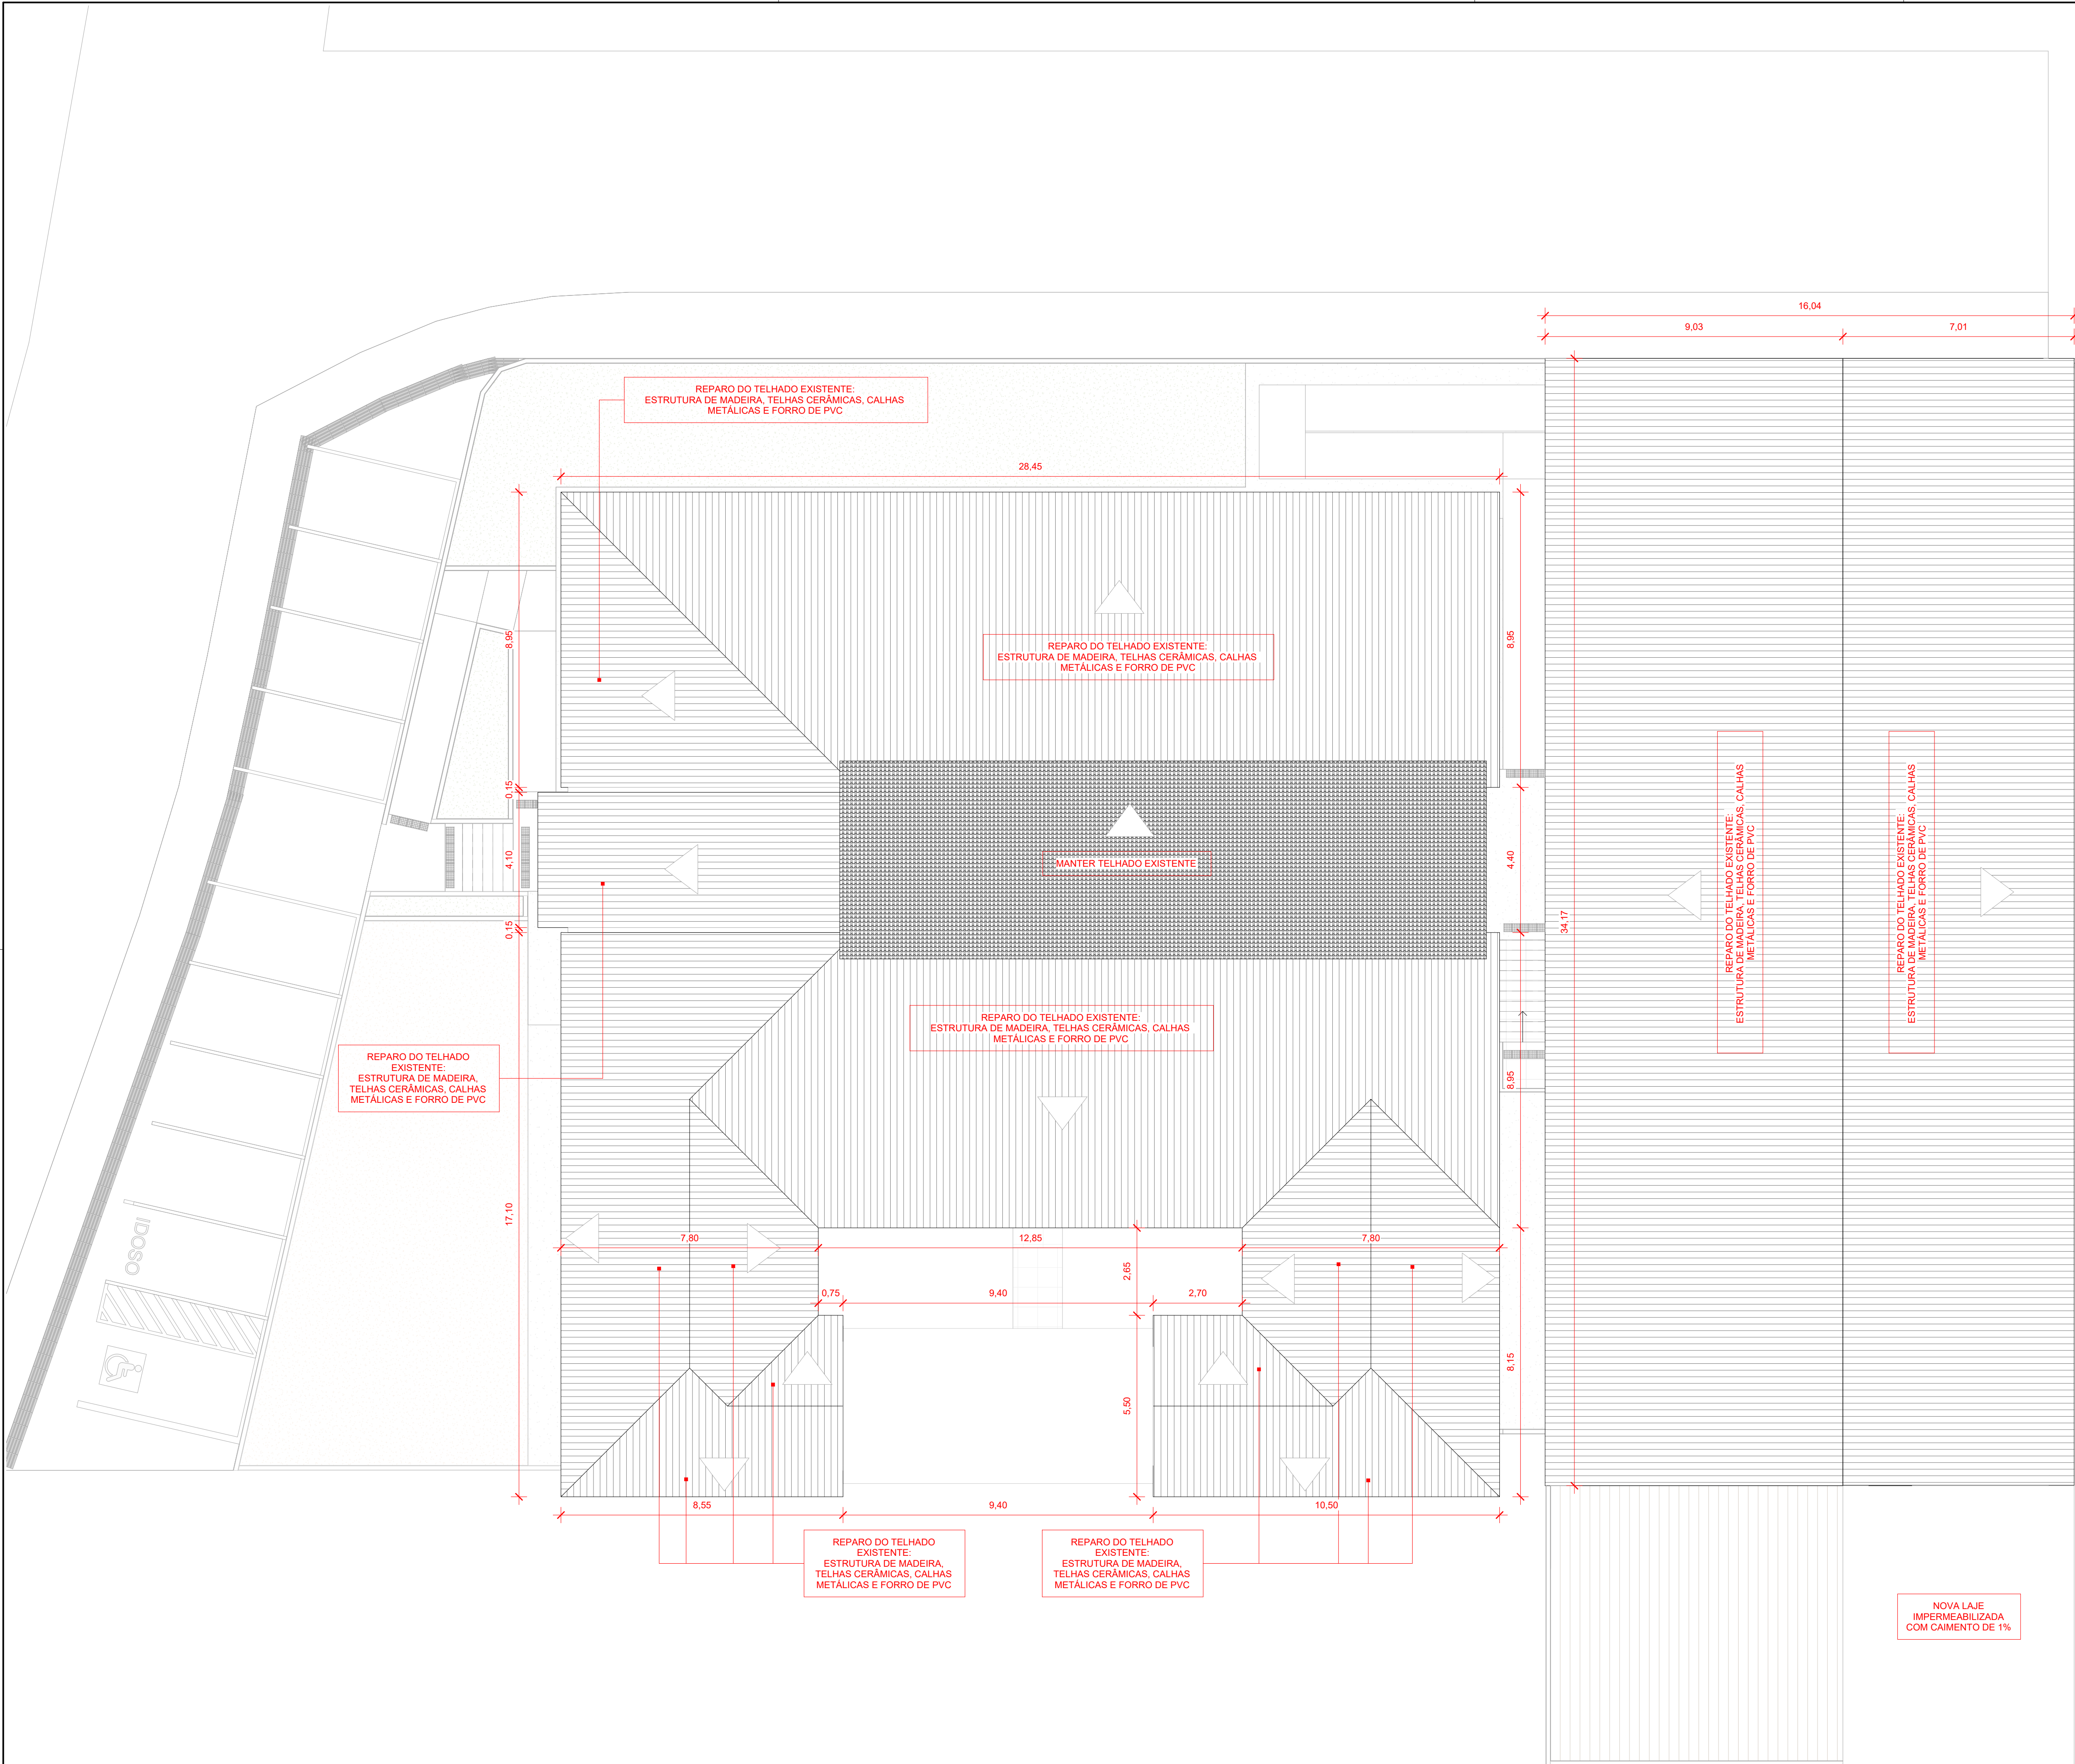 16,04
9,03
7,01
REPARO DO TELHADO EXISTENTE:
ESTRUTURA DE MADEIRA, TELHAS CERÂMICAS, CALHAS
METÁLICAS E FORRO DE PVC
28,45
8,95
8,95
REPARO DO TELHADO EXISTENTE:
ESTRUTURA DE MADEIRA, TELHAS CERÂMICAS, CALHAS
METÁLICAS E FORRO DE PVC
0,15
4,10
0,15
MANTER TELHADO EXISTENTE
4,40
34,17
REPARO DO TELHADO EXISTENTE:
ESTRUTURA DE MADEIRA, TELHAS CERÂMICAS, CALHAS
METÁLICAS E FORRO DE PVC
REPARO DO TELHADO EXISTENTE:
ESTRUTURA DE MADEIRA, TELHAS CERÂMICAS, CALHAS
METÁLICAS E FORRO DE PVC
REPARO DO TELHADO EXISTENTE:
ESTRUTURA DE MADEIRA, TELHAS CERÂMICAS, CALHAS
METÁLICAS E FORRO DE PVC
REPARO DO TELHADO
EXISTENTE:
ESTRUTURA DE MADEIRA,
TELHAS CERÂMICAS, CALHAS
METÁLICAS E FORRO DE PVC
8,95
17,10
IDOSO
7,80
12,85
7,80
2,65
0,75
9,40
2,70
5,50
8,15
8,55
9,40
10,50
REPARO DO TELHADO
EXISTENTE:
ESTRUTURA DE MADEIRA,
TELHAS CERÂMICAS, CALHAS
METÁLICAS E FORRO DE PVC
REPARO DO TELHADO
EXISTENTE:
ESTRUTURA DE MADEIRA,
TELHAS CERÂMICAS, CALHAS
METÁLICAS E FORRO DE PVC
NOVA LAJE
IMPERMEABILIZADA
COM CAIMENTO DE 1%